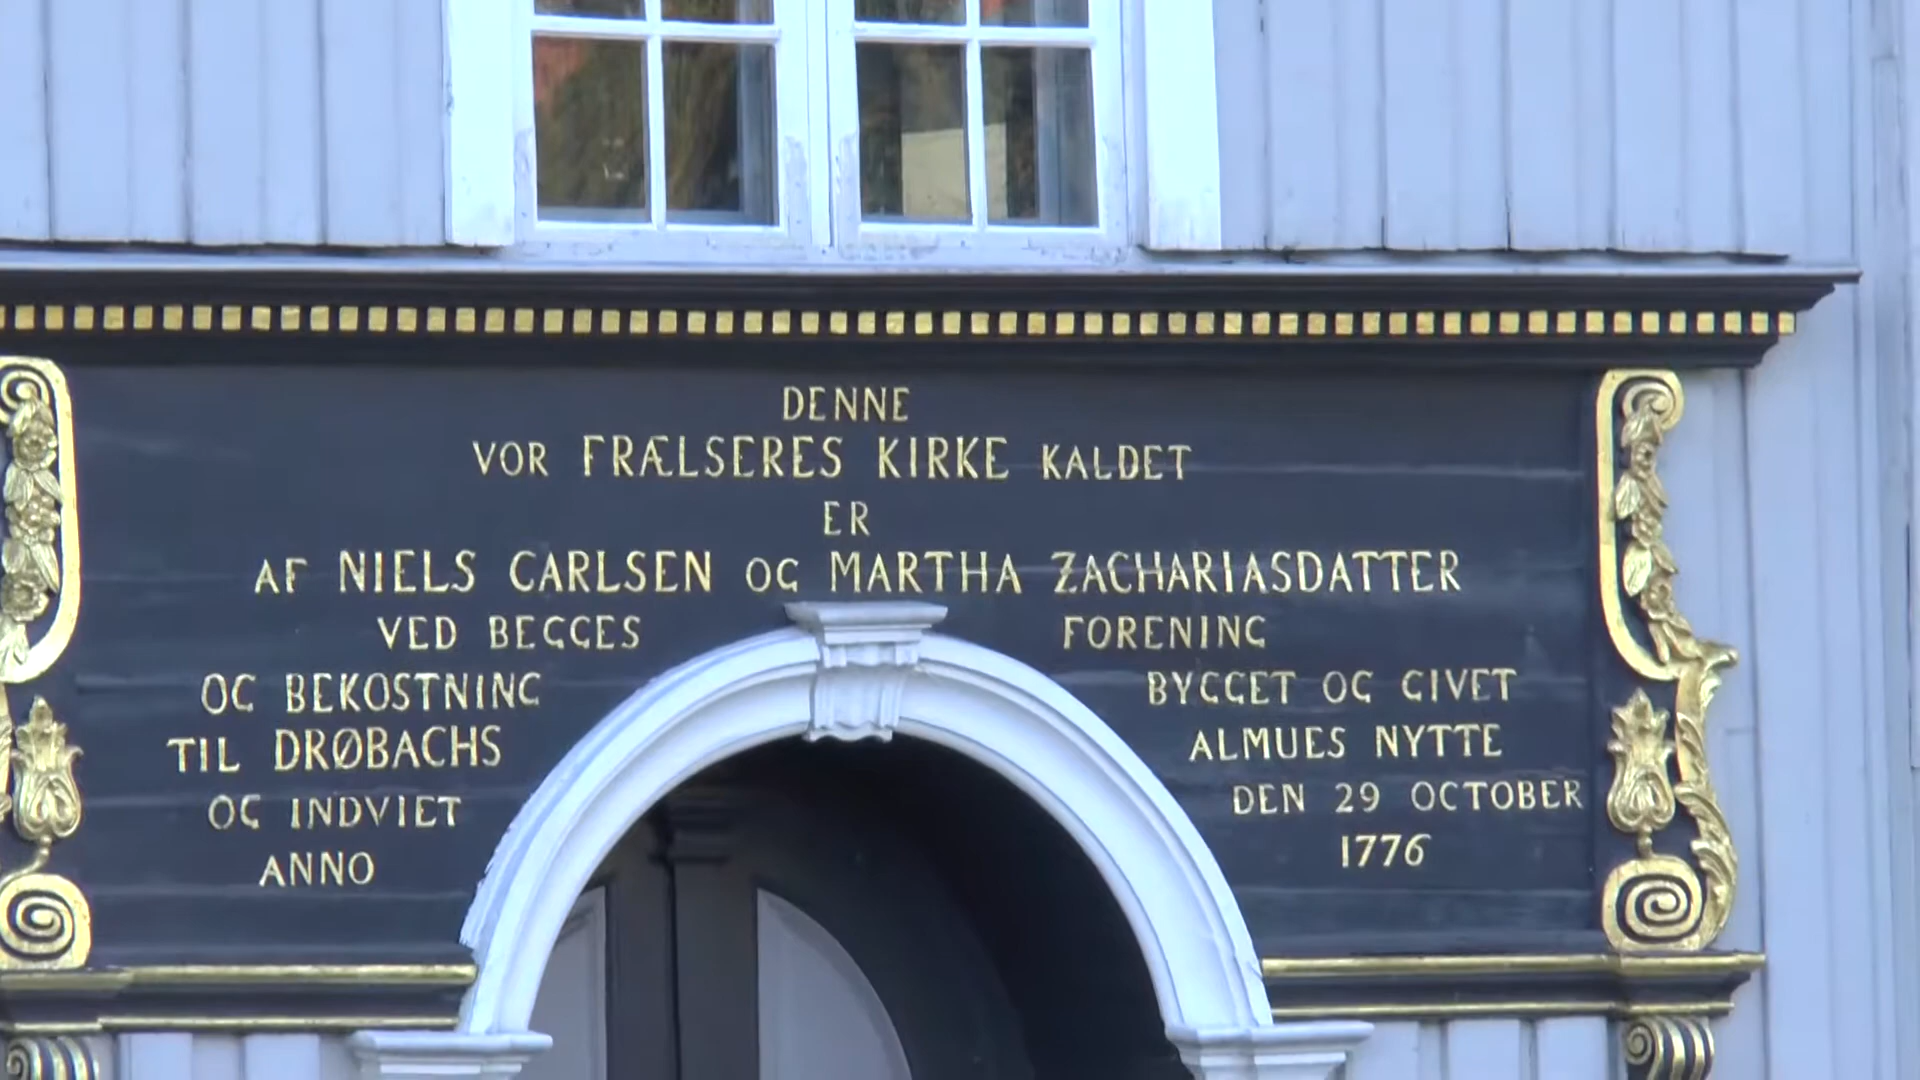 DENNE
VOR FRÆLSERES KIRKE KALDET
ER
AF NIELS CARLSEN OG MARTHA ZACHARIASDATTER
VED BEGGES FORENING
OG BEKOSTNING BYGGET OG GIVET
TIL DRØBACHS ALMUES NYTTE
OG INDVIET DEN 29 OCTOBER
ANNO 1776